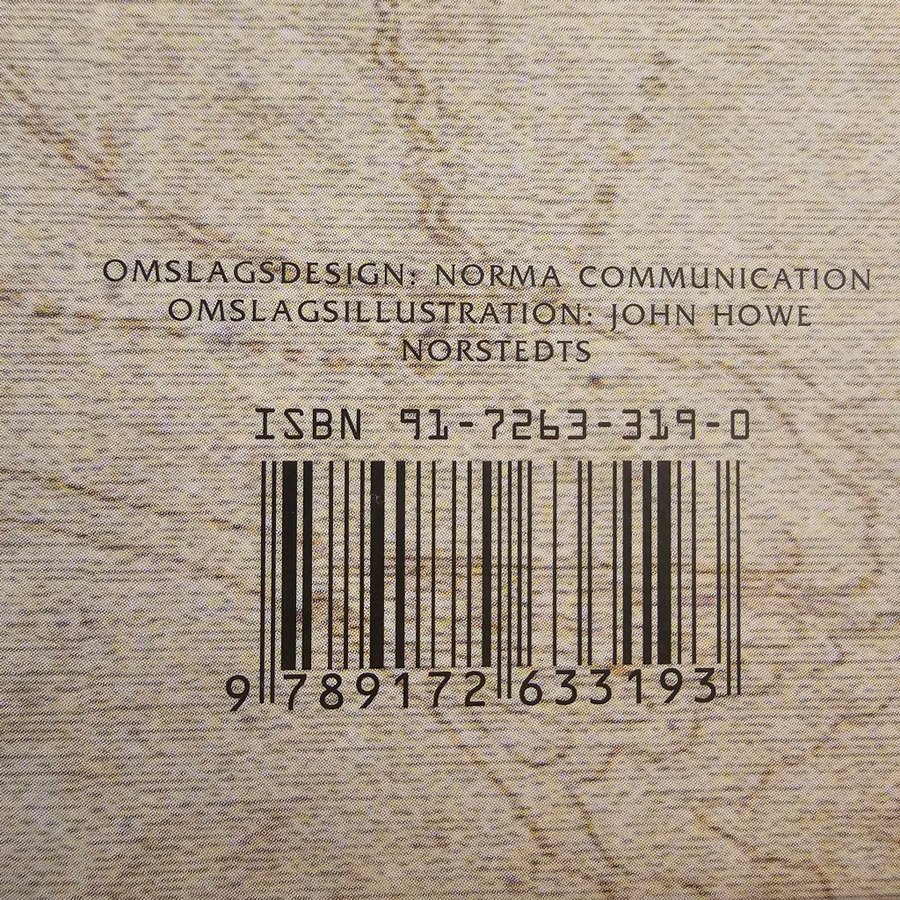 OMSLAGSDESIGN: NORMA COMMUNICATION
OMSLAGSILLUSTRATION: JOHN HOWE
NORSTEDTS
ISBN 91-7263-319-0
9 789172 633193